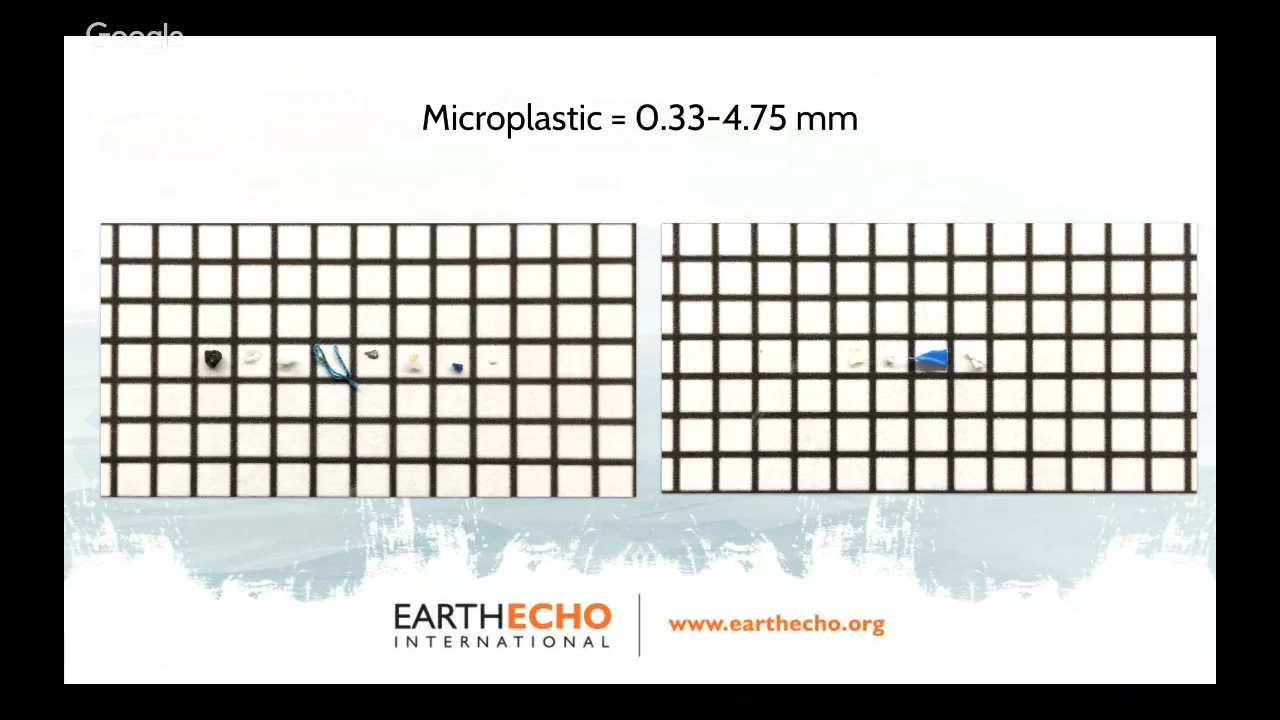 Google
Microplastic = 0.33-4.75 mm
EARTHECHO
INTERNATIONAL
www.earthecho.org